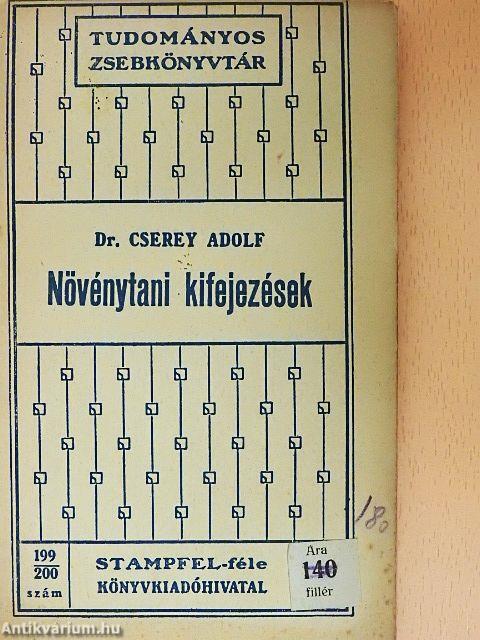 TUDOMÁNYOS
ZSEBKÖNYVTÁR
Dr. CSEREY ADOLF
Növénytani kifejezések
199
200
szám
STAMPFEL-féle
KÖNYVKIADÓHIVATAL
Ára
140
fillér
180
Antikvarium.hu